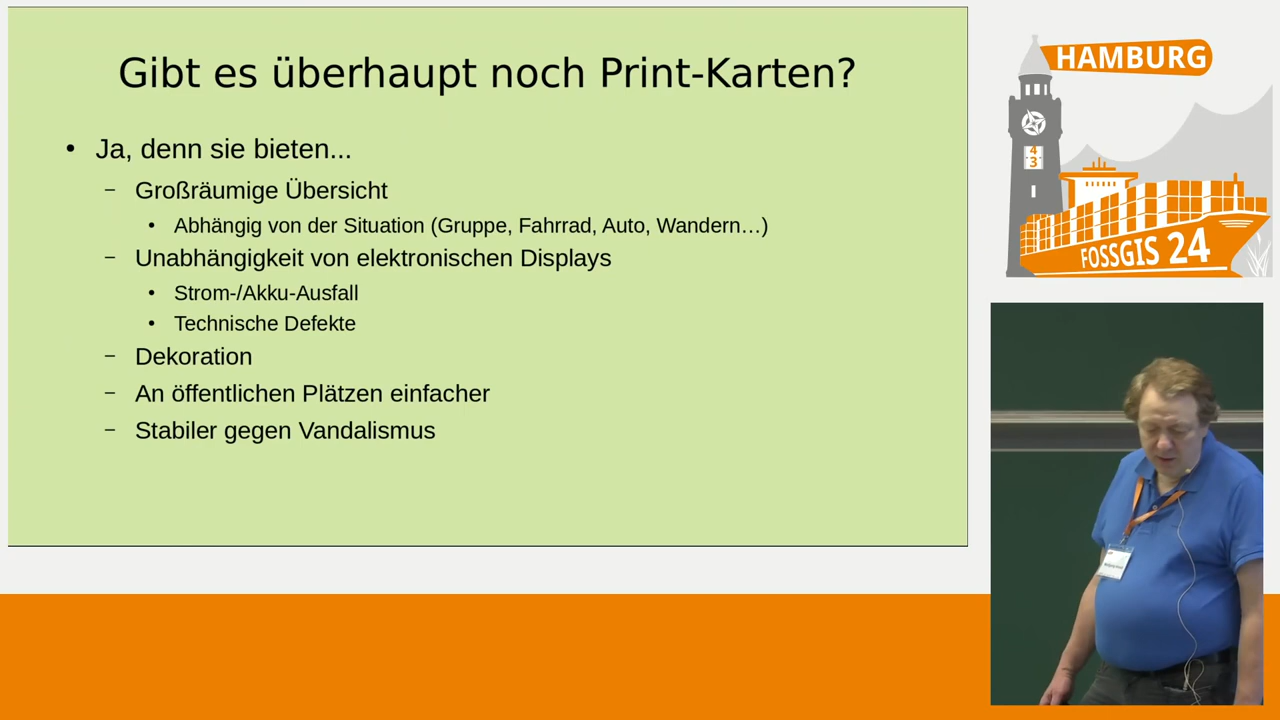 Gibt es überhaupt noch Print-Karten?
• Ja, denn sie bieten...
– Großräumige Übersicht
• Abhängig von der Situation (Gruppe, Fahrrad, Auto, Wandern…)
– Unabhängigkeit von elektronischen Displays
• Strom-/Akku-Ausfall
• Technische Defekte
– Dekoration
– An öffentlichen Plätzen einfacher
– Stabiler gegen Vandalismus
HAMBURG
4
3
FOSSGIS 24